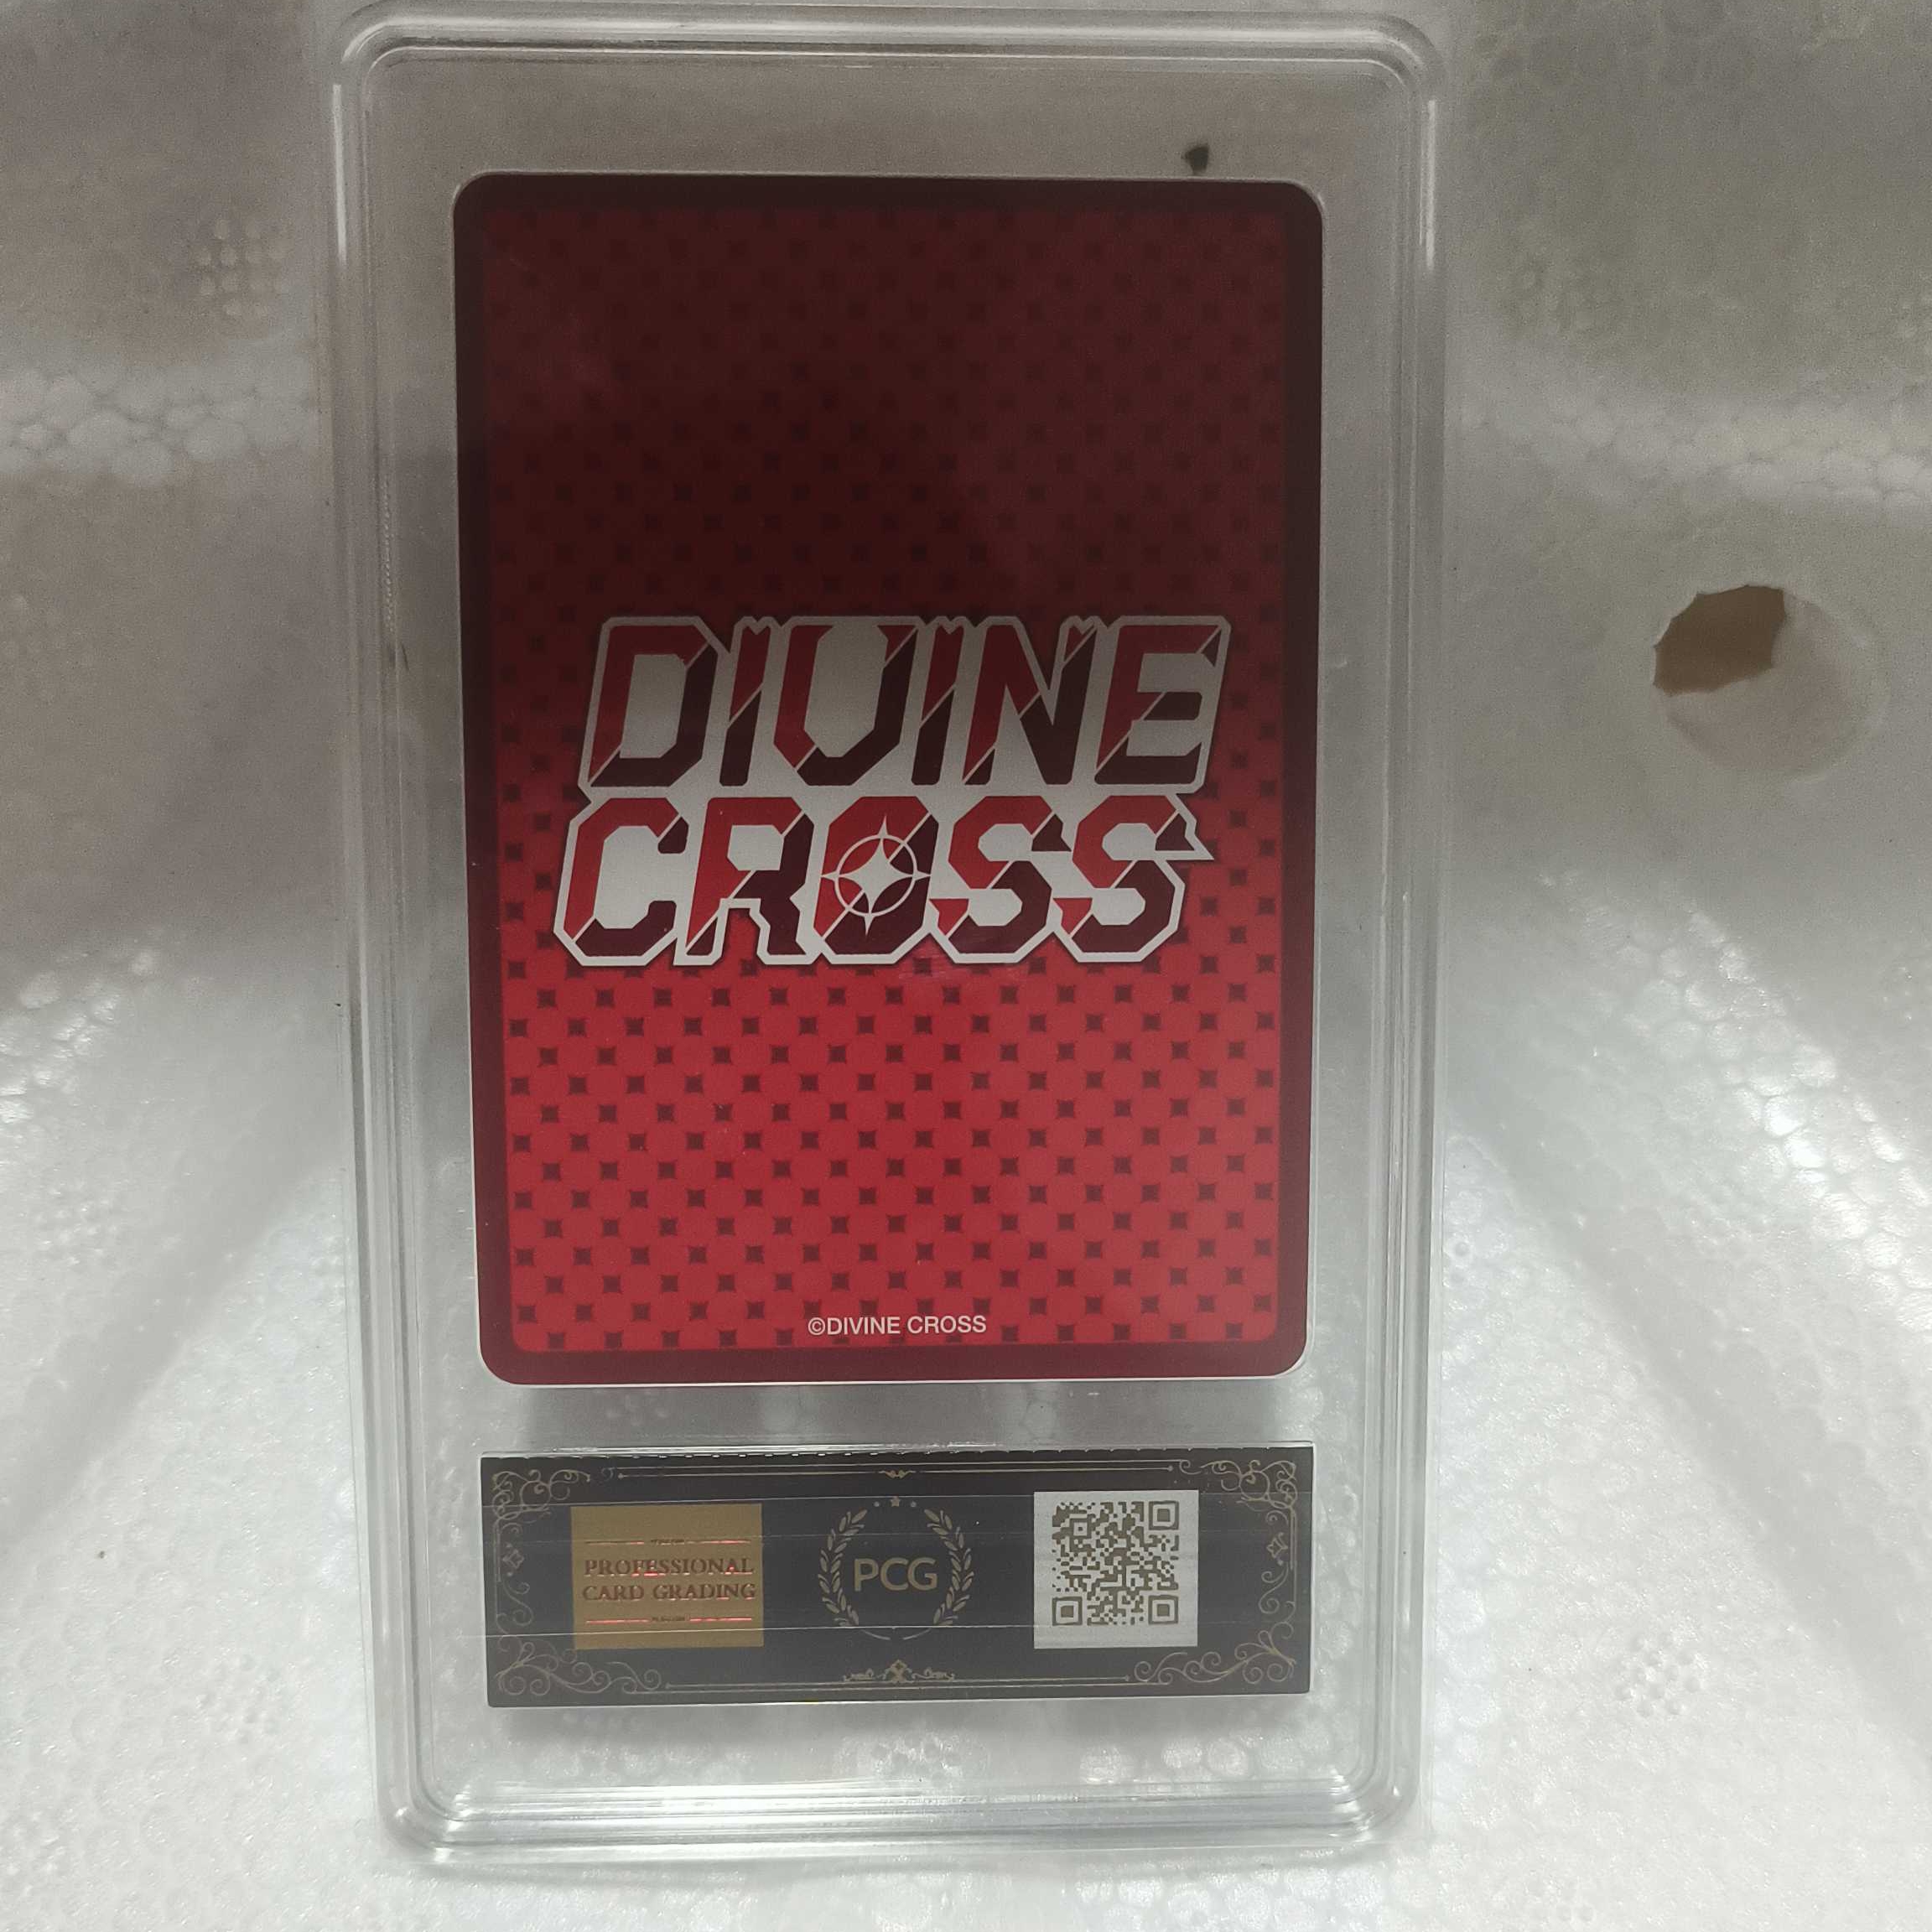 DIVINE
CROSS
©DIVINE CROSS
PROFESSIONAL
CARD GRADING
PCG